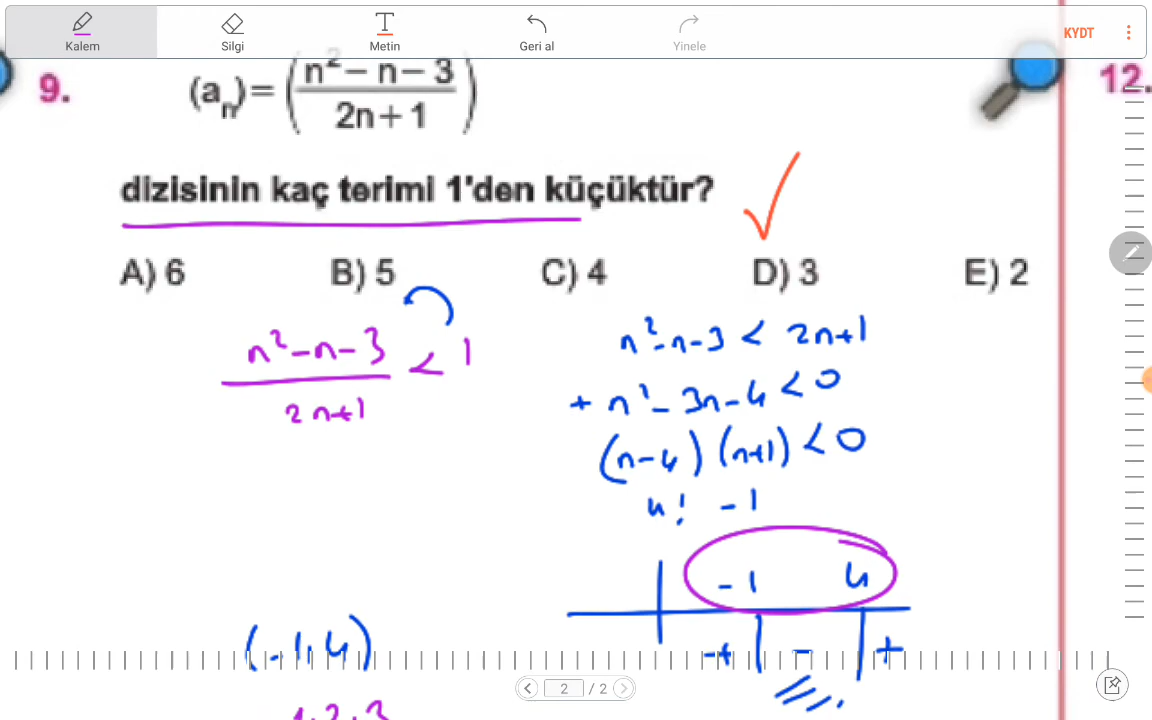 Kalem Silgi Metin Geri al Yinele KYDT
9. (aₙ) = ( n² − n − 3 / 2n + 1 ) 12.
dizisinin kaç terimi 1'den küçüktür?
A) 6 B) 5 C) 4 D) 3 E) 2
n² − n − 3 / 2n+1 < 1
n² - n - 3 < 2n+1
+ n² - 3n - 4 < 0
(n-4) (n+1) < 0
4! -1
-1 4
+ - +
(-1,4)
1,2,3
2 / 2